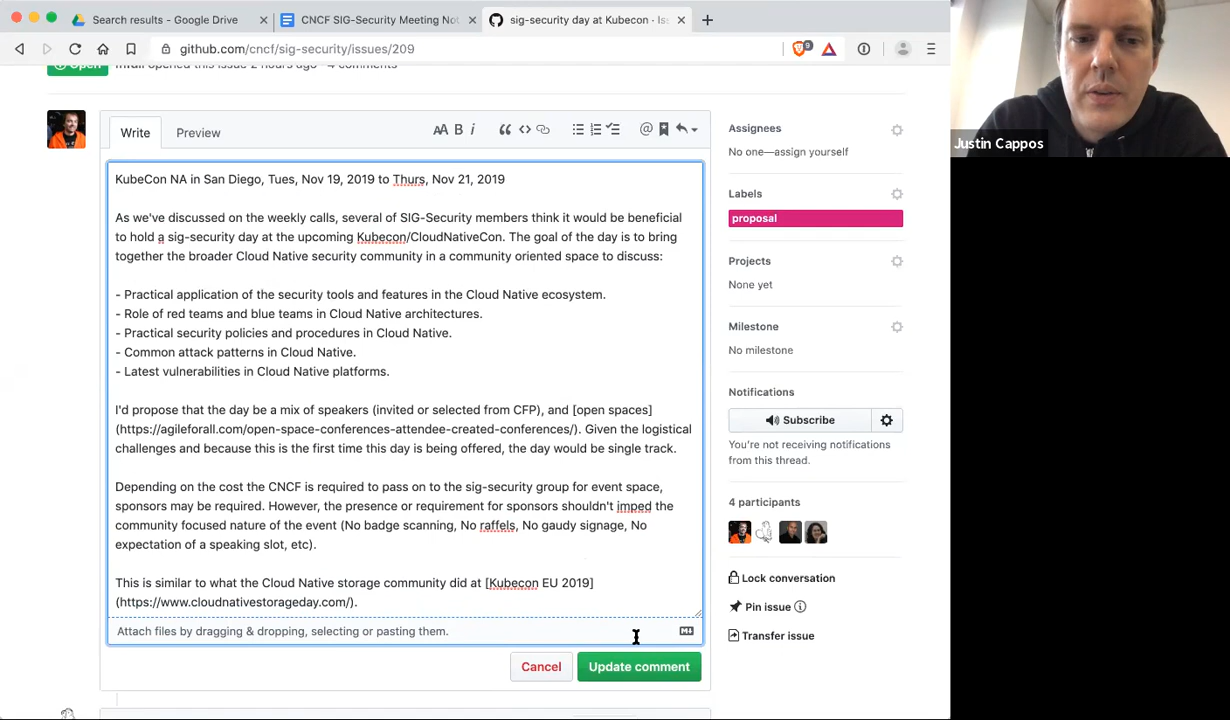 Search results - Google Drive
CNCF SIG-Security Meeting Not
sig-security day at Kubecon · Iss
github.com/cncf/sig-security/issues/209
9
Open
opened this issue 2 hours ago · 4 comments
Write
Preview
AA B i
KubeCon NA in San Diego, Tues, Nov 19, 2019 to Thurs, Nov 21, 2019
As we've discussed on the weekly calls, several of SIG-Security members think it would be beneficial
to hold a sig-security day at the upcoming Kubecon/CloudNativeCon. The goal of the day is to bring
together the broader Cloud Native security community in a community oriented space to discuss:
- Practical application of the security tools and features in the Cloud Native ecosystem.
- Role of red teams and blue teams in Cloud Native architectures.
- Practical security policies and procedures in Cloud Native.
- Common attack patterns in Cloud Native.
- Latest vulnerabilities in Cloud Native platforms.
I'd propose that the day be a mix of speakers (invited or selected from CFP), and [open spaces]
(https://agileforall.com/open-space-conferences-attendee-created-conferences/). Given the logistical
challenges and because this is the first time this day is being offered, the day would be single track.
Depending on the cost the CNCF is required to pass on to the sig-security group for event space,
sponsors may be required. However, the presence or requirement for sponsors shouldn't imped the
community focused nature of the event (No badge scanning, No raffels, No gaudy signage, No
expectation of a speaking slot, etc).
This is similar to what the Cloud Native storage community did at [Kubecon EU 2019]
(https://www.cloudnativestorageday.com/).
Attach files by dragging & dropping, selecting or pasting them.
Cancel
Update comment
Assignees
No one—assign yourself
Labels
proposal
Projects
None yet
Milestone
No milestone
Notifications
Subscribe
You're not receiving notifications
from this thread.
4 participants
Lock conversation
Pin issue
Transfer issue
Justin Cappos